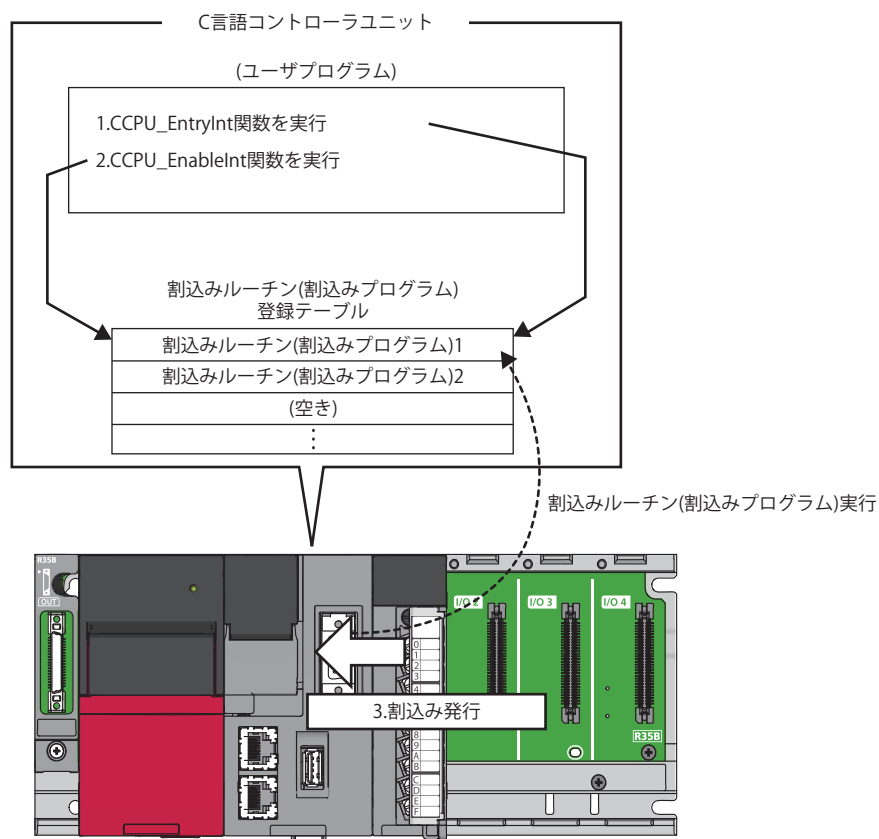 C言語コントローラユニット
(ユーザプログラム)
1.CCPU_EntryInt関数を実行
2.CCPU_EnableInt関数を実行
割込みルーチン(割込みプログラム)
登録テーブル
割込みルーチン(割込みプログラム)1
割込みルーチン(割込みプログラム)2
(空き)
⋮
割込みルーチン(割込みプログラム)実行
R35B
OUT
I/O 2
I/O 3
I/O 4
0
1
2
3
4
3.割込み発行
8
9
A
B
C
D
E
F
R35B